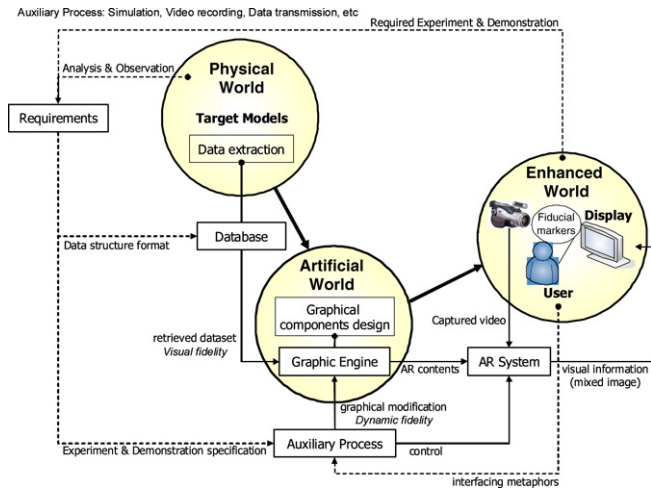 Auxiliary Process: Simulation, Video recording, Data transmission, etc
Required Experiment & Demonstration
Physical
World
Analysis & Observation
Requirements
Target Models
Data extraction
Enhanced
World
Fiducial
markers
Display
User
Database
Data structure format
Artificial
World
Graphical
components design
Captured video
retrieved dataset
Visual fidelity
Graphic Engine
AR contents
AR System
visual information
(mixed image)
graphical modification
Dynamic fidelity
Auxiliary Process
control
Experiment & Demonstration specification
interfacing metaphors